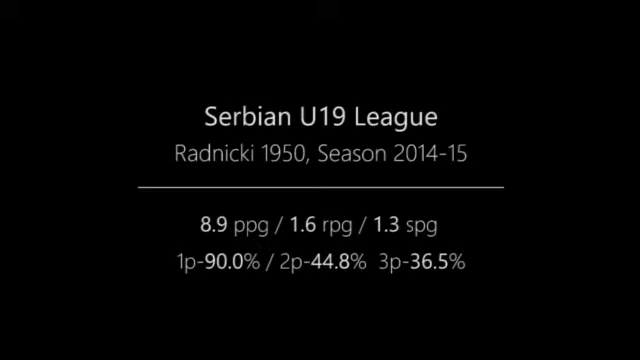 Serbian U19 League
Radnicki 1950, Season 2014-15
8.9 ppg / 1.6 rpg / 1.3 spg
1p-90.0% / 2p-44.8% 3p-36.5%